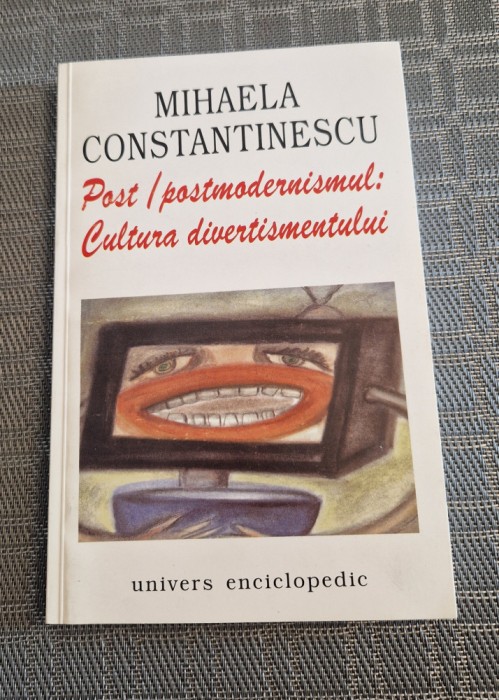 MIHAELA
CONSTANTINESCU
Post / postmodernismul:
Cultura divertismentului
univers enciclopedic